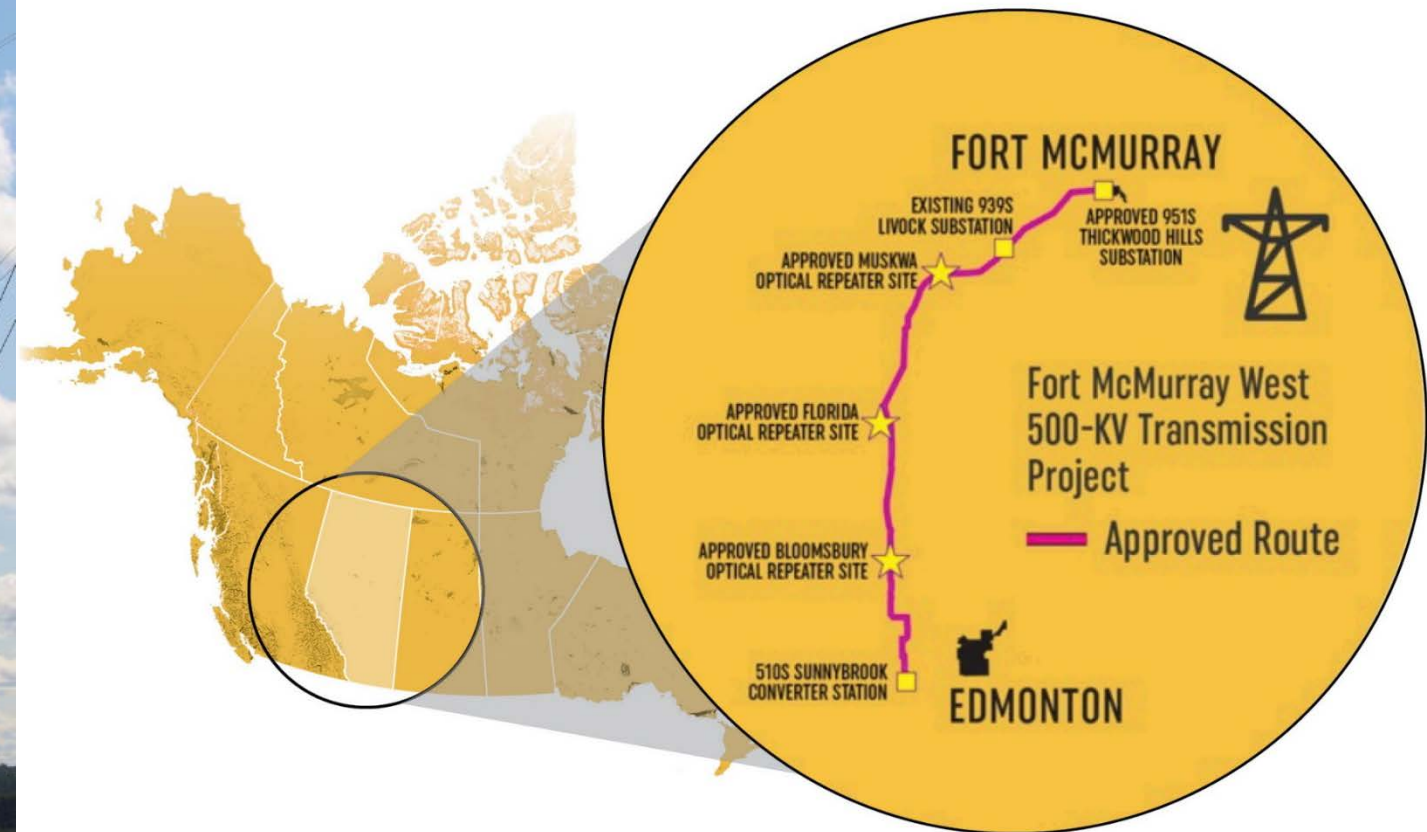 FORT MCMURRAY
EXISTING 939S
LIVOCK SUBSTATION
APPROVED 951S
THICKWOOD HILLS
SUBSTATION
APPROVED MUSKWA
OPTICAL REPEATER SITE
Fort McMurray West
500-KV Transmission
Project
Approved Route
APPROVED FLORIDA
OPTICAL REPEATER SITE
APPROVED BLOOMSBURY
OPTICAL REPEATER SITE
510S SUNNYBROOK
CONVERTER STATION
EDMONTON